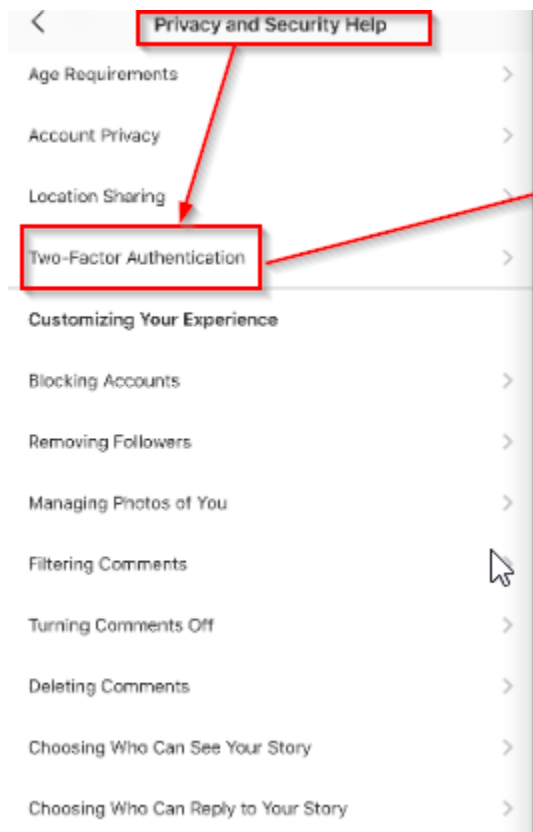 Privacy and Security Help
Age Requirements
Account Privacy
Location Sharing
Two-Factor Authentication
Customizing Your Experience
Blocking Accounts
Removing Followers
Managing Photos of You
Filtering Comments
Turning Comments Off
Deleting Comments
Choosing Who Can See Your Story
Choosing Who Can Reply to Your Story